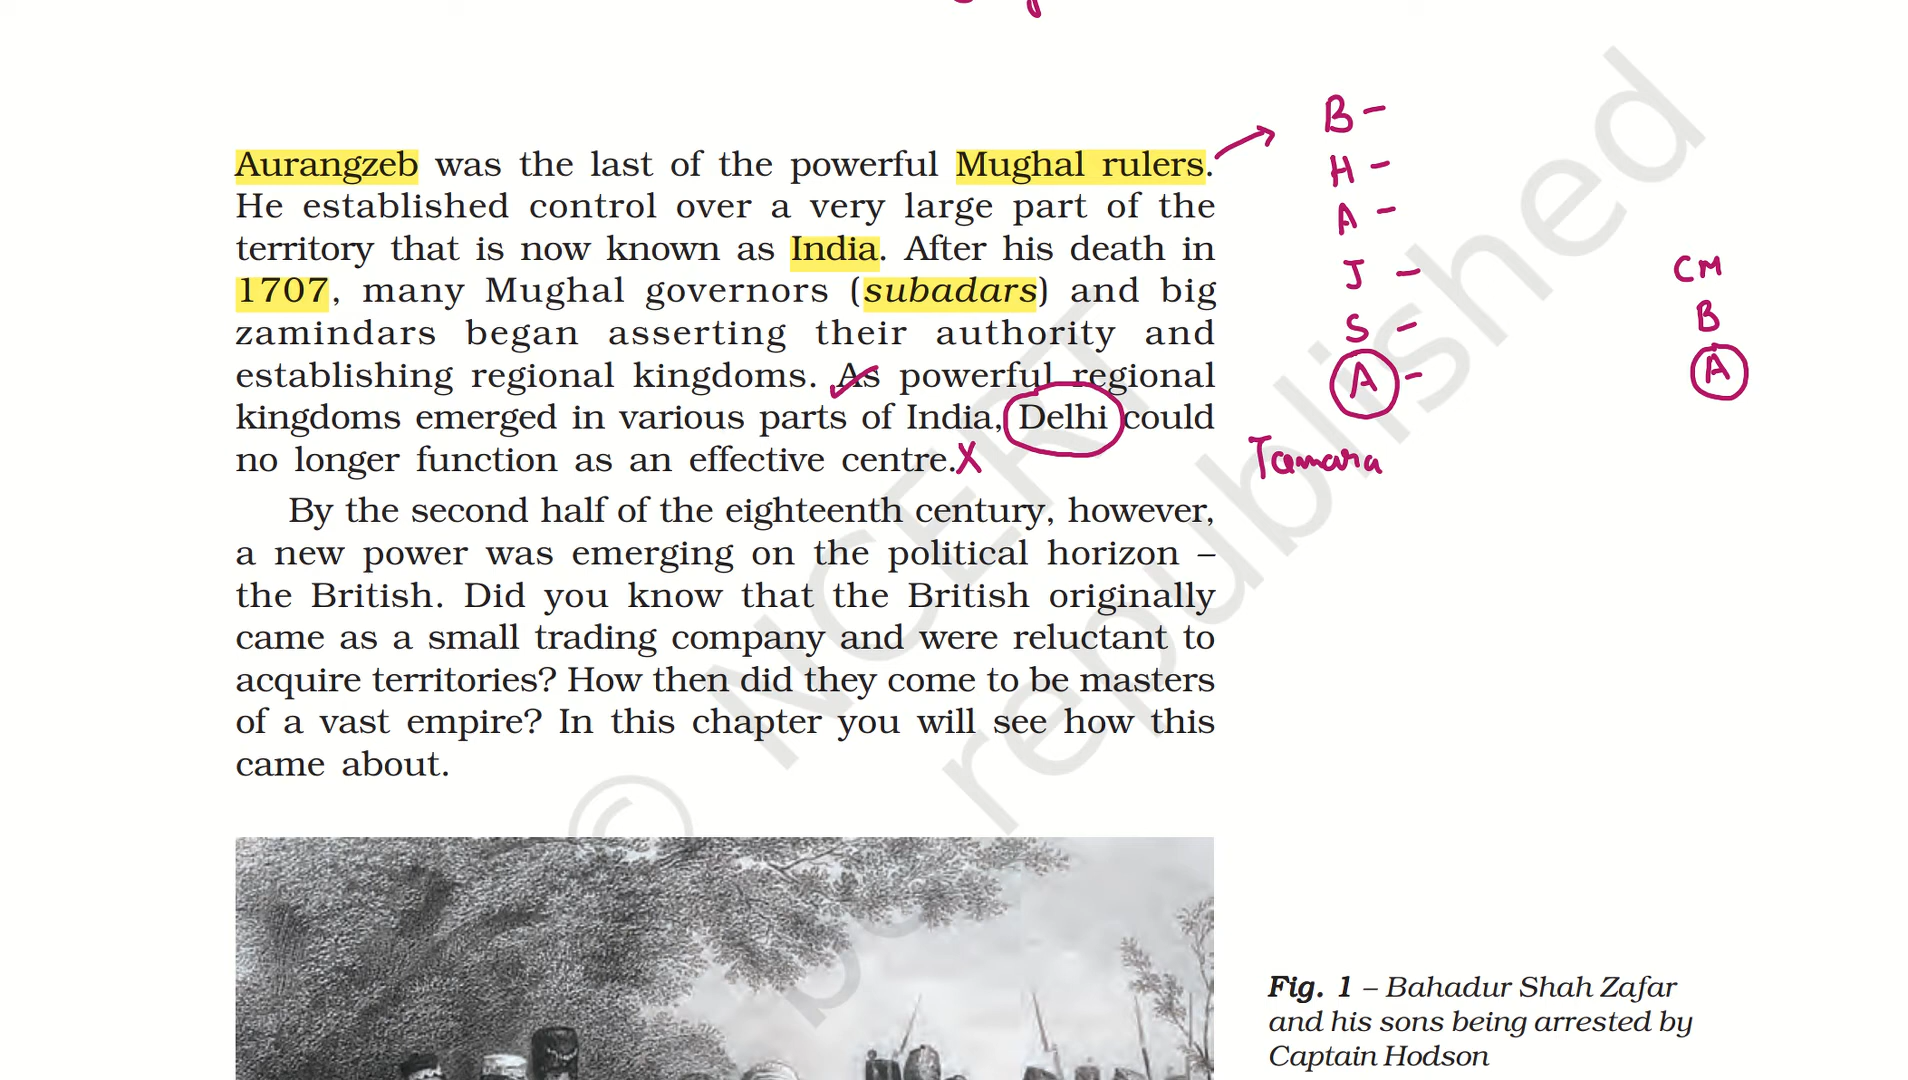 Aurangzeb was the last of the powerful Mughal rulers.
He established control over a very large part of the
territory that is now known as India. After his death in
1707, many Mughal governors (subadars) and big
zamindars began asserting their authority and
establishing regional kingdoms. As powerful regional
kingdoms emerged in various parts of India, Delhi could
no longer function as an effective centre. X
By the second half of the eighteenth century, however,
a new power was emerging on the political horizon –
the British. Did you know that the British originally
came as a small trading company and were reluctant to
acquire territories? How then did they come to be masters
of a vast empire? In this chapter you will see how this
came about.
B -
H -
A -
J -
S -
A -
CM
B
A
Fig. 1 – Bahadur Shah Zafar
and his sons being arrested by
Captain Hodson
© NCERT
republished